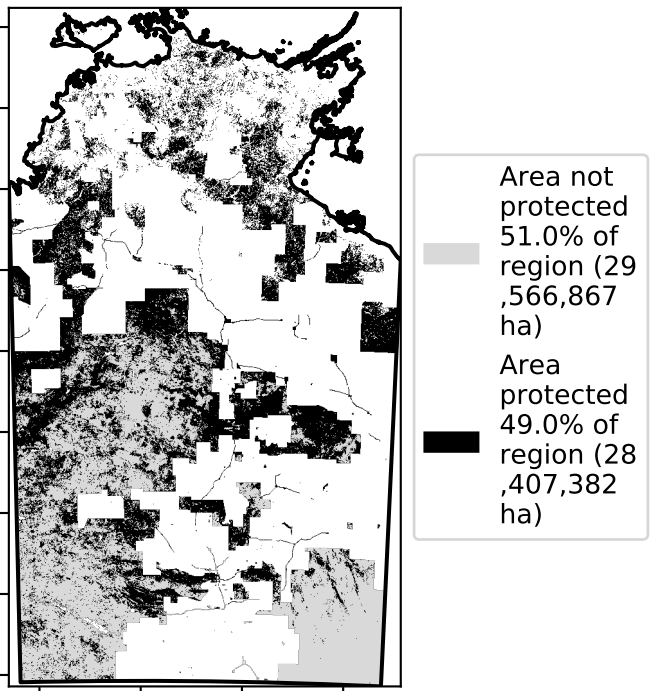 Area not
protected
51.0% of
region (29
,566,867
ha)
Area
protected
49.0% of
region (28
,407,382
ha)